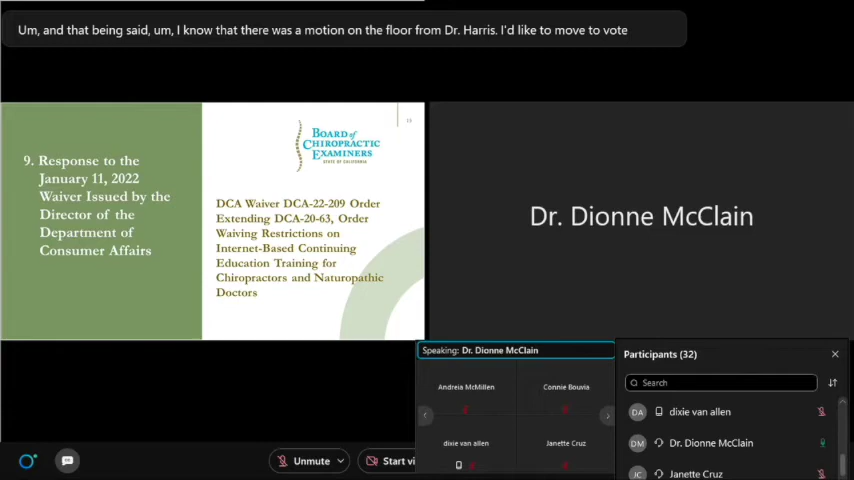 Um, and that being said, um, I know that there was a motion on the floor from Dr. Harris. I'd like to move to vote
9. Response to the
January 11, 2022
Waiver Issued by the
Director of the
Department of
Consumer Affairs
19
BOARD of
CHIROPRACTIC
EXAMINERS
STATE OF CALIFORNIA
DCA Waiver DCA-22-209 Order
Extending DCA-20-63, Order
Waiving Restrictions on
Internet-Based Continuing
Education Training for
Chiropractors and Naturopathic
Doctors
Dr. Dionne McClain
Speaking: Dr. Dionne McClain
Andreia McMillen
Connie Bouvia
dixie van allen
Janette Cruz
Participants (32)
Search
DA dixie van allen
DM Dr. Dionne McClain
JC Janette Cruz
Unmute
Start vi